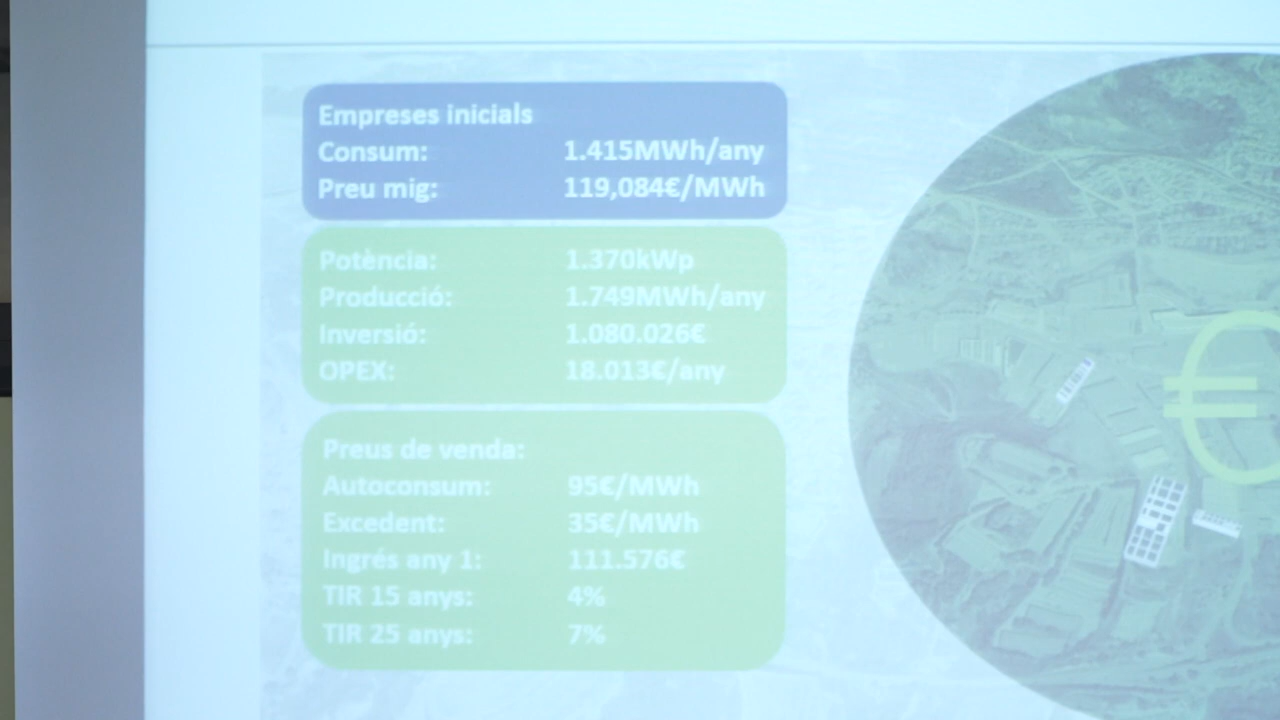 Empreses inicials
Consum: 1.415MWh/any
Preu mig: 119,084€/MWh
Potència: 1.370kWp
Producció: 1.749MWh/any
Inversió: 1.080.026€
OPEX: 18.013€/any
Preus de venda:
Autoconsum: 95€/MWh
Excedent: 35€/MWh
Ingrés any 1: 111.576€
TIR 15 anys: 4%
TIR 25 anys: 7%
€